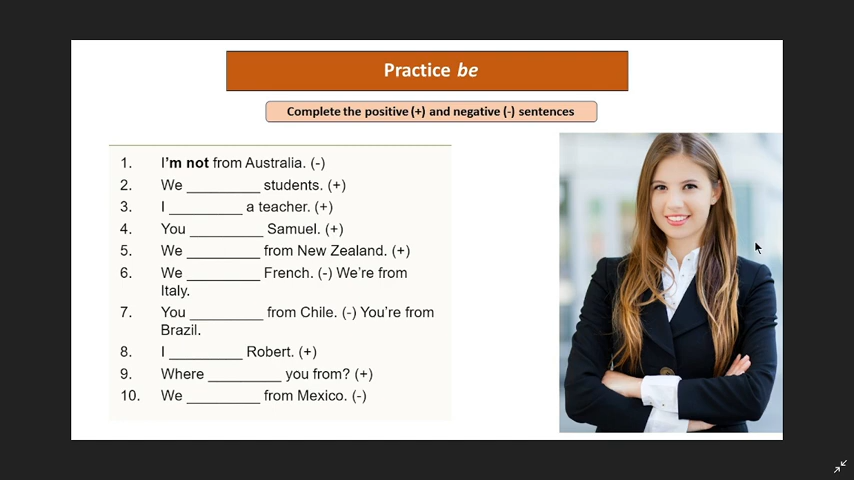 Practice be
Complete the positive (+) and negative (-) sentences
1. I'm not from Australia. (-)
2. We _________ students. (+)
3. I _________ a teacher. (+)
4. You _________ Samuel. (+)
5. We _________ from New Zealand. (+)
6. We _________ French. (-) We're from
Italy.
7. You _________ from Chile. (-) You're from
Brazil.
8. I _________ Robert. (+)
9. Where _________ you from? (+)
10. We _________ from Mexico. (-)